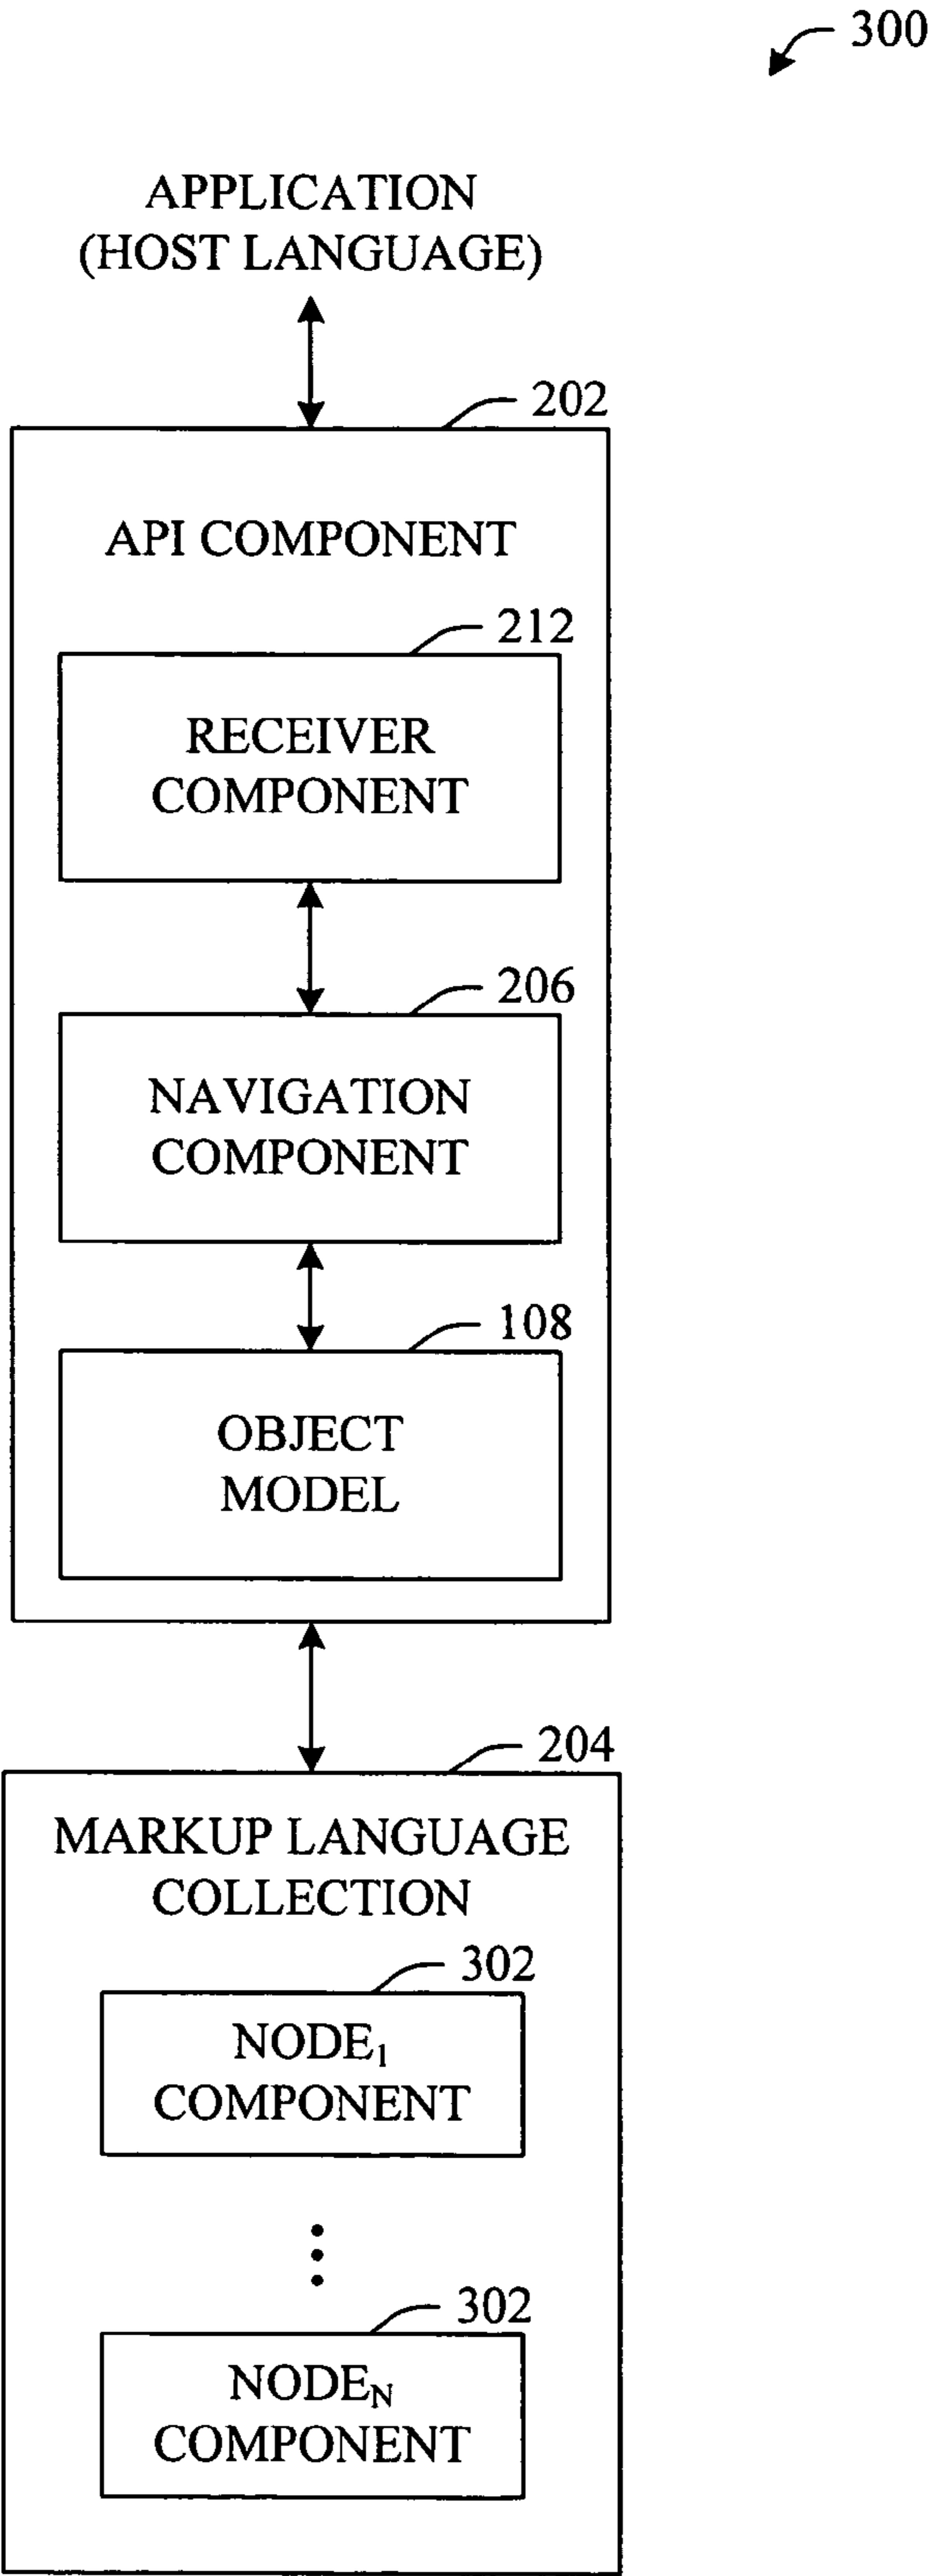 300
APPLICATION
(HOST LANGUAGE)
202
API COMPONENT
212
RECEIVER
COMPONENT
206
NAVIGATION
COMPONENT
108
OBJECT
MODEL
204
MARKUP LANGUAGE
COLLECTION
302
NODE₁
COMPONENT
302
NODE_N
COMPONENT